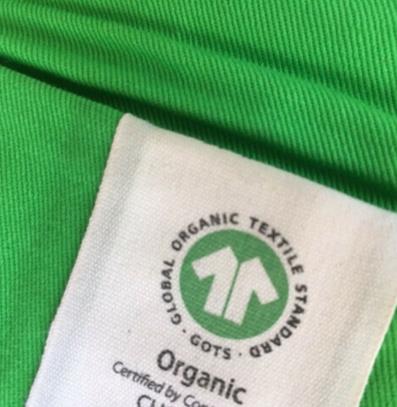 GLOBAL ORGANIC TEXTILE STANDARD
· GOTS ·
Organic
Certified by